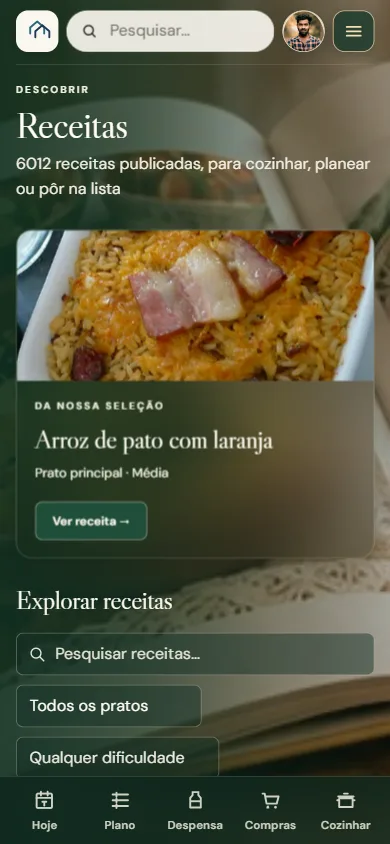 Pesquisar...
DESCOBRIR
Receitas
6012 receitas publicadas, para cozinhar, planear
ou pôr na lista
DA NOSSA SELEÇÃO
Arroz de pato com laranja
Prato principal · Média
Ver receita →
Explorar receitas
Pesquisar receitas...
Todos os pratos
Qualquer dificuldade
Hoje
Plano
Despensa
Compras
Cozinhar